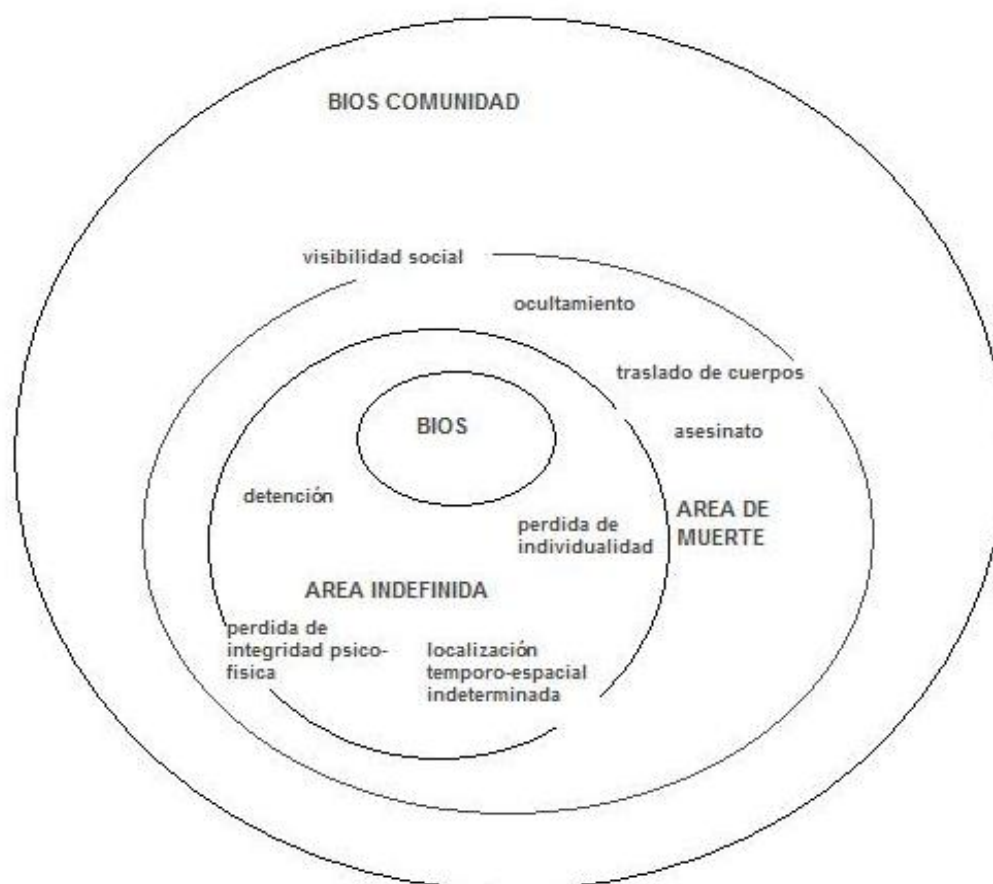 BIOS COMUNIDAD
visibilidad social
ocultamiento
traslado de cuerpos
BIOS
asesinato
detención
AREA DE
MUERTE
perdida de
individualidad
AREA INDEFINIDA
perdida de
integridad psico-
fisica
localización
temporo-espacial
indeterminada